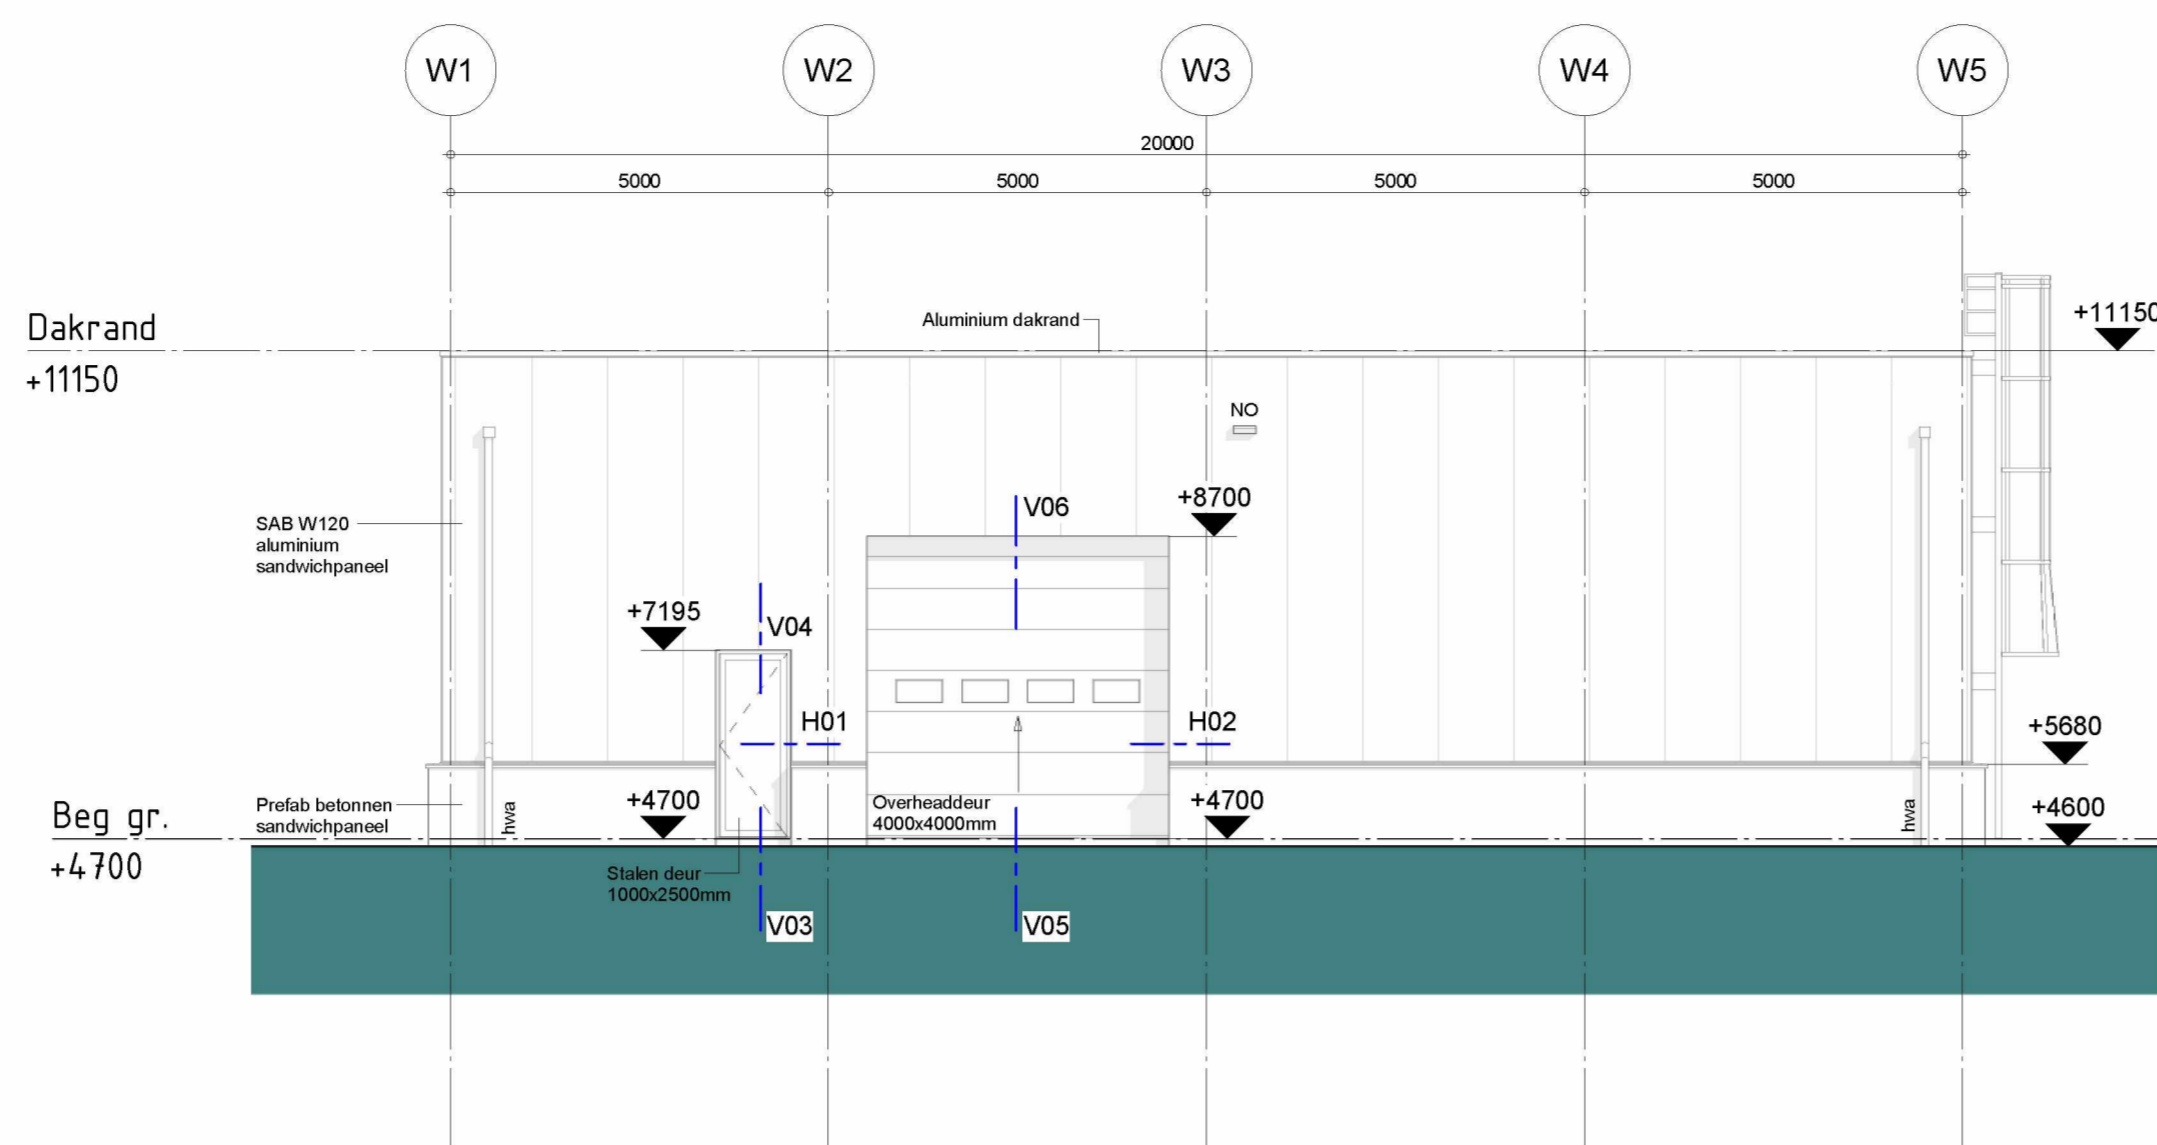 W1 W2 W3 W4 W5
20000
5000 5000 5000 5000
Dakrand
+11150
Aluminium dakrand
+11150
NO
+8700
V06
SAB W120
aluminium
sandwichpaneel
+7195
V04
H01
H02
+5680
Prefab betonnen
sandwichpaneel
hwa
+4700
Overheaddeur
4000x4000mm
+4700
hwa
+4600
Beg gr.
+4700
Stalen deur
1000x2500mm
V03
V05